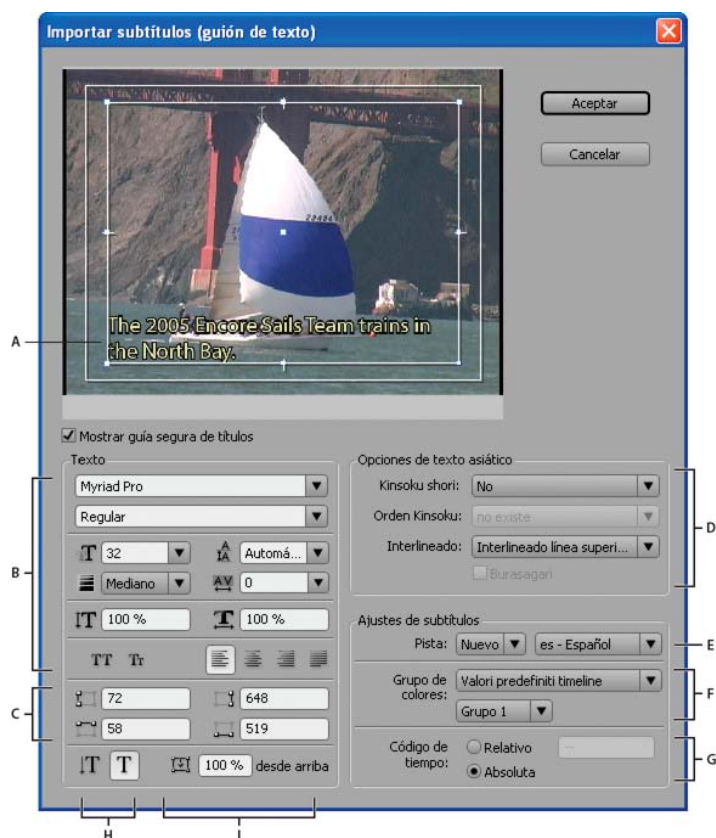 Importar subtítulos (guión de texto)
Aceptar
Cancelar
23484
The 2005 Encore Sails Team trains in
the North Bay.
A
Mostrar guía segura de títulos
Texto
Myriad Pro
Regular
32
Automá...
Mediano
0
100 %
100 %
TT Tr
B
72
648
58
519
C
T T
100 % desde arriba
H
I
Opciones de texto asiático
Kinsoku shori: No
Orden Kinsoku: no existe
Interlineado: Interlineado línea superi...
Burasagari
D
Ajustes de subtítulos
Pista: Nuevo es - Español
E
Grupo de colores: Valori predefiniti timeline
Grupo 1
F
Código de tiempo: Relativo
Absoluta
G